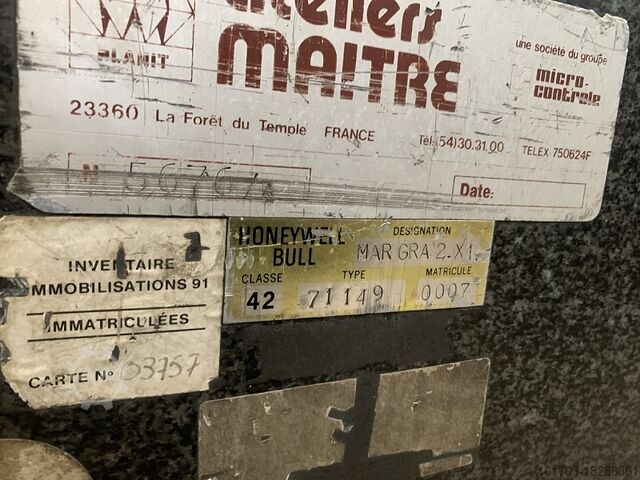 ateliers
MAITRE
PLANIT
une société du groupe
micro-
controle
23360 La Forêt du Temple FRANCE
Tél. (54) 30.31.00 TELEX 750624F
N
Date:
INVENTAIRE
IMMOBILISATIONS 91
IMMATRICULÉES
CARTE N° 53757
HONEYWELL
BULL
DESIGNATION
MAR GRA 2.X1
CLASSE TYPE MATRICULE
42 71149 0007